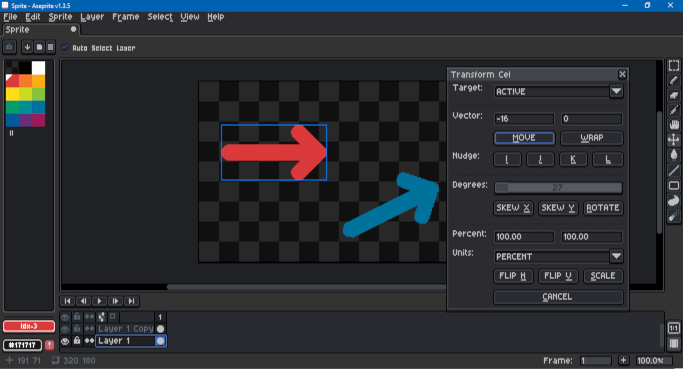 Sprite - Aseprite v1.3.5
File Edit Sprite Layer Frame Select View Help
Sprite
Auto Select Layer
Transform Cel
Target: ACTIVE
Vector: -16 0
MOVE WRAP
Nudge: I J K L
Degrees: 27
SKEW X SKEW Y ROTATE
Percent: 100.00 100.00
Units: PERCENT
FLIP H FLIP V SCALE
CANCEL
1
Layer 1 Copy
Layer 1
Idx-3
#171717
191 71 320 180
Frame: 1 100.0%
1:1